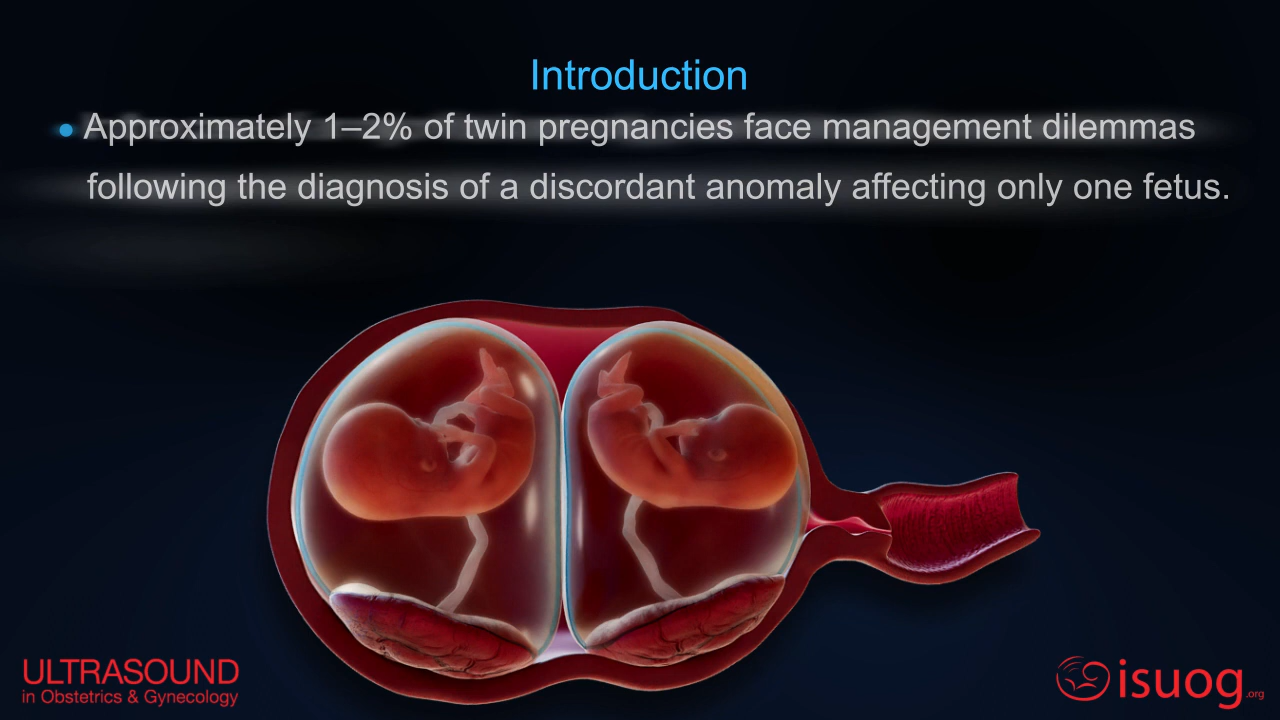 Introduction
• Approximately 1–2% of twin pregnancies face management dilemmas
following the diagnosis of a discordant anomaly affecting only one fetus.
ULTRASOUND
in Obstetrics & Gynecology
isuog.org